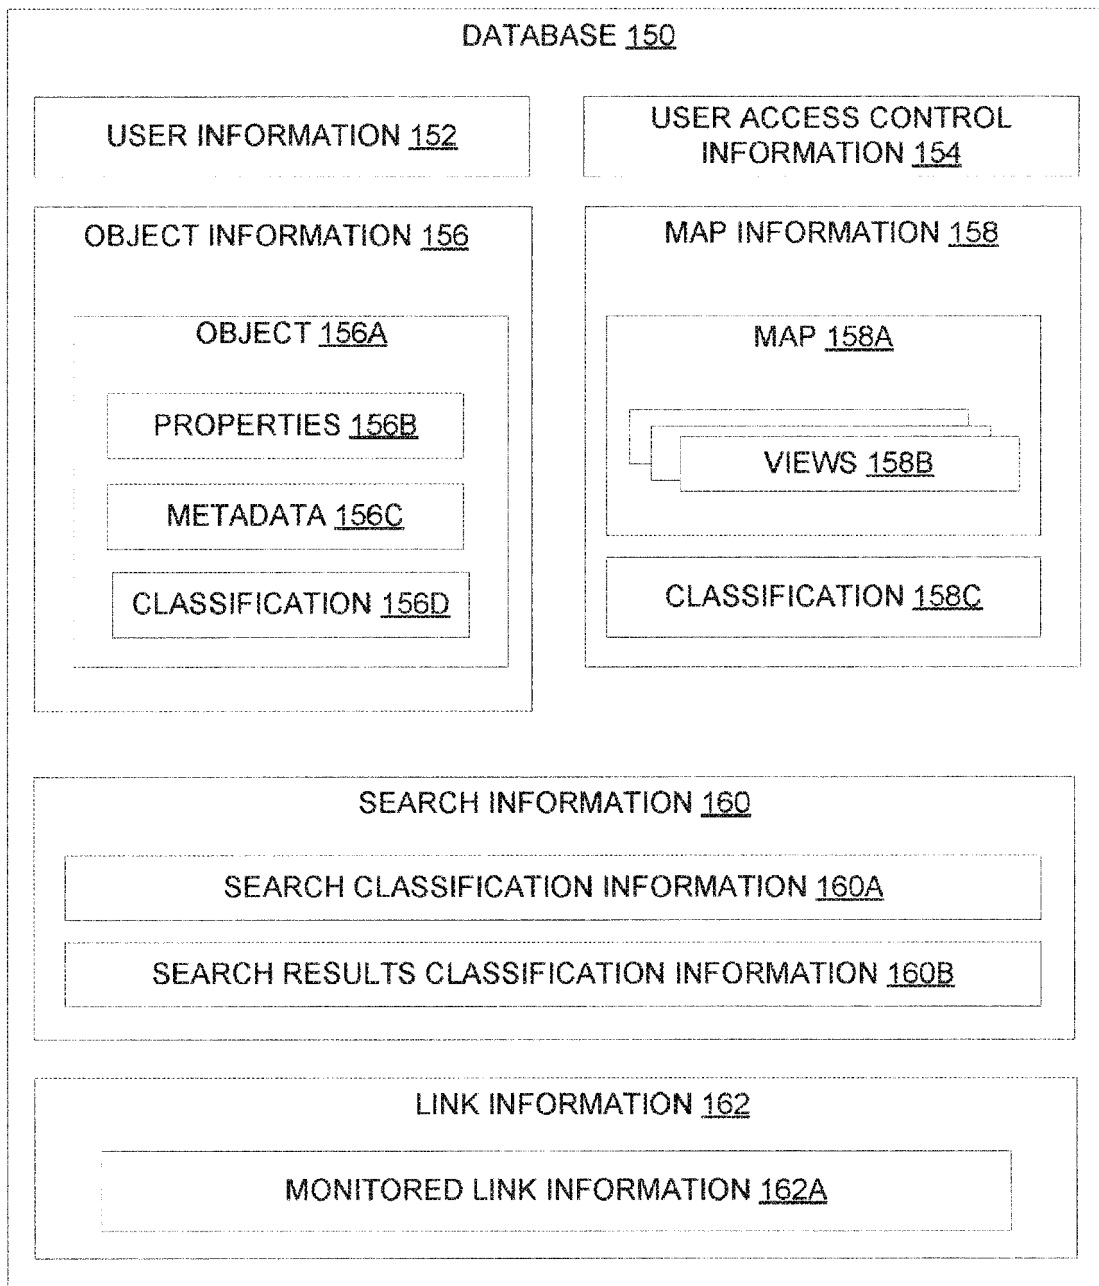 DATABASE 150
USER INFORMATION 152
USER ACCESS CONTROL
INFORMATION 154
OBJECT INFORMATION 156
OBJECT 156A
PROPERTIES 156B
METADATA 156C
CLASSIFICATION 156D
MAP INFORMATION 158
MAP 158A
VIEWS 158B
CLASSIFICATION 158C
SEARCH INFORMATION 160
SEARCH CLASSIFICATION INFORMATION 160A
SEARCH RESULTS CLASSIFICATION INFORMATION 160B
LINK INFORMATION 162
MONITORED LINK INFORMATION 162A